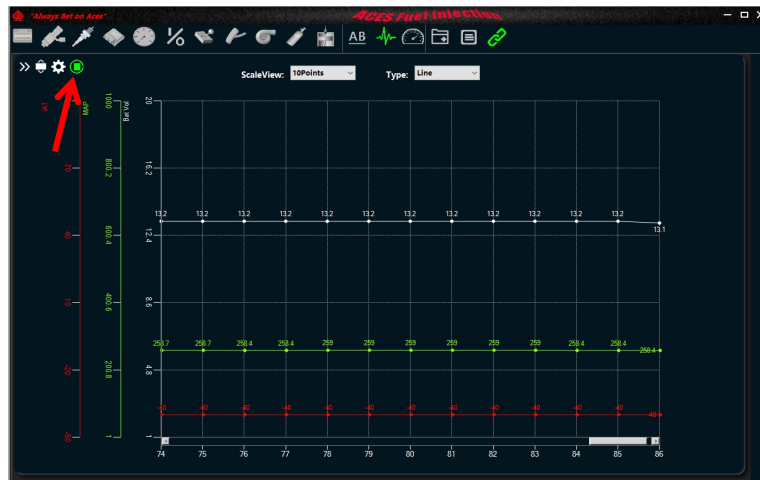 "Always Bet on Aces"
ACES Fuel Injection
AB
ScaleView: 10Points Type: Line
IAT MAP Bat Vol
1000 20
70 800.2 16.2
13.2 13.2 13.2 13.2 13.2 13.2 13.2 13.2 13.2 13.2 13.2 13.2 13.1
40 600.4 12.4
10 400.6 8.6
258.7 258.7 258.4 258.4 259 259 259 259 259 258.4 258.4 258.4
-20 200.8 4.8
-40 -40 -40 -40 -40 -40 -40 -40 -40 -40 -40 -40
-50 1 1
74 75 76 77 78 79 80 81 82 83 84 85 86